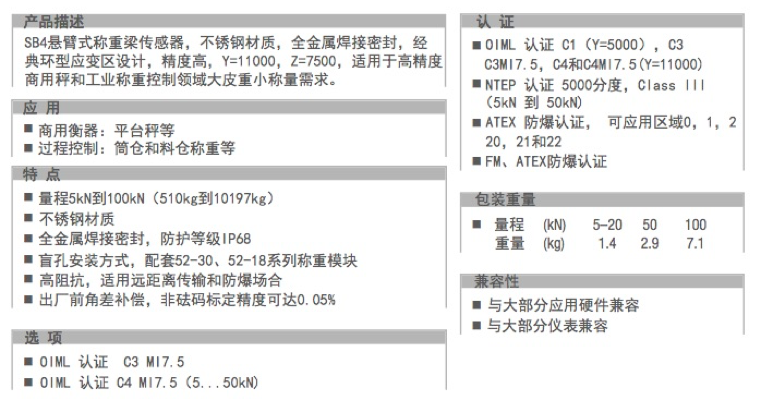 产品描述
SB4悬臂式称重梁传感器，不锈钢材质，全金属焊接密封，经
典环型应变区设计，精度高，Y=11000，Z=7500，适用于高精度
商用秤和工业称重控制领域大皮重小称量需求。
应 用
■ 商用衡器：平台秤等
■ 过程控制：筒仓和料仓称重等
特 点
■ 量程5kN到100kN（510kg到10197kg）
■ 不锈钢材质
■ 全金属焊接密封，防护等级IP68
■ 盲孔安装方式，配套52-30、52-18系列称重模块
■ 高阻抗，适用远距离传输和防爆场合
■ 出厂前角差补偿，非砝码标定精度可达0.05%
选 项
■ OIML 认证 C3 MI7.5
■ OIML 认证 C4 MI7.5（5...50kN)
认 证
■ OIML 认证 C1（Y=5000），C3
C3MI7.5，C4和C4MI7.5(Y=11000)
■ NTEP 认证 5000分度，Class III
（5kN 到 50kN)
■ ATEX 防爆认证， 可应用区域0，1，2
20，21和22
■ FM、ATEX防爆认证
包装重量
■ 量程 (kN) 5-20 50 100
重量 (kg) 1.4 2.9 7.1
兼容性
■ 与大部分应用硬件兼容
■ 与大部分仪表兼容